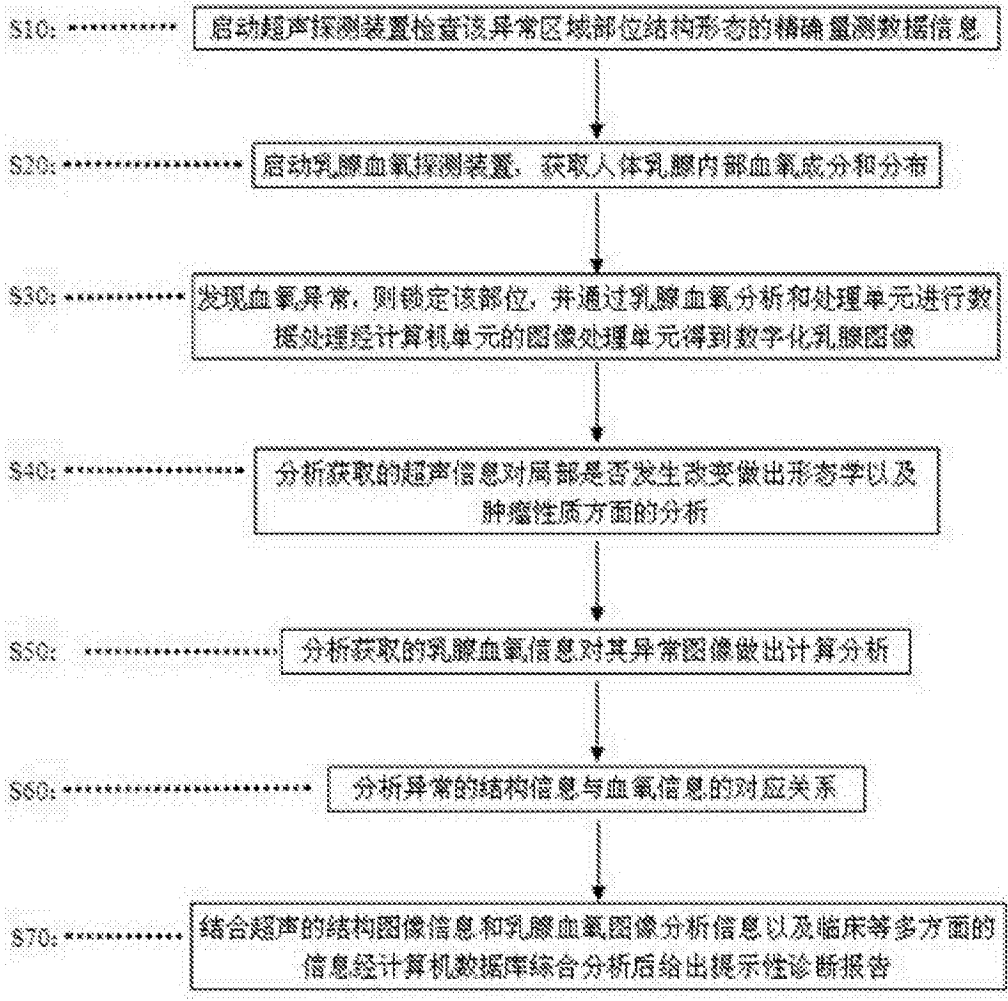 S10: 启动超声探测装置检查该异常区域部位结构形态的精确量测数据信息
S20: 启动乳腺血氧探测装置，获取人体乳腺内部血氧成分和分布
S30: 发现血氧异常，则锁定该部位，并通过乳腺血氧分析和处理单元进行数
据处理经计算机单元的图像处理单元得到数字化乳腺图像
S40: 分析获取的超声信息对局部是否发生改变做出形态学以及
肿瘤性质方面的分析
S50: 分析获取的乳腺血氧信息对其异常图像做出计算分析
S60: 分析异常的结构信息与血氧信息的对应关系
S70: 结合超声的结构图像信息和乳腺血氧图像分析信息以及临床等多方面的
信息经计算机数据库综合分析后给出提示性诊断报告